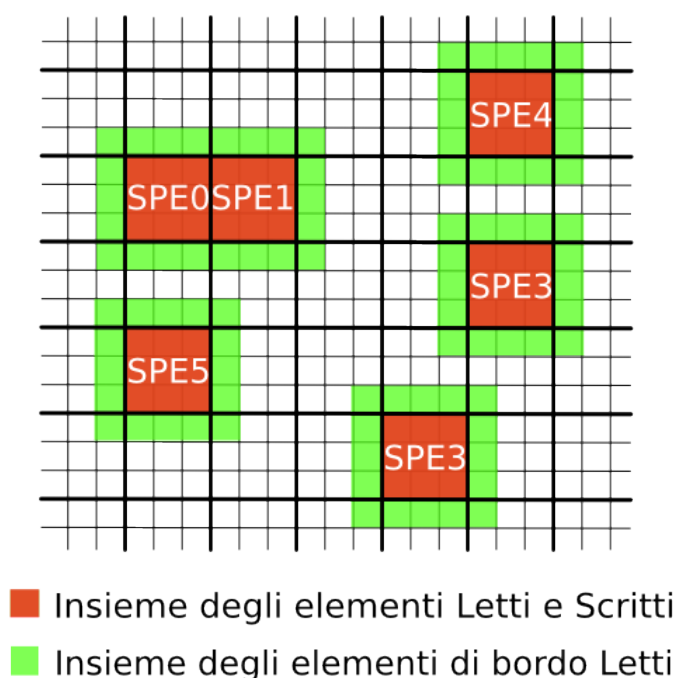 SPE4
SPE0SPE1
SPE3
SPE5
SPE3
Insieme degli elementi Letti e Scritti
Insieme degli elementi di bordo Letti